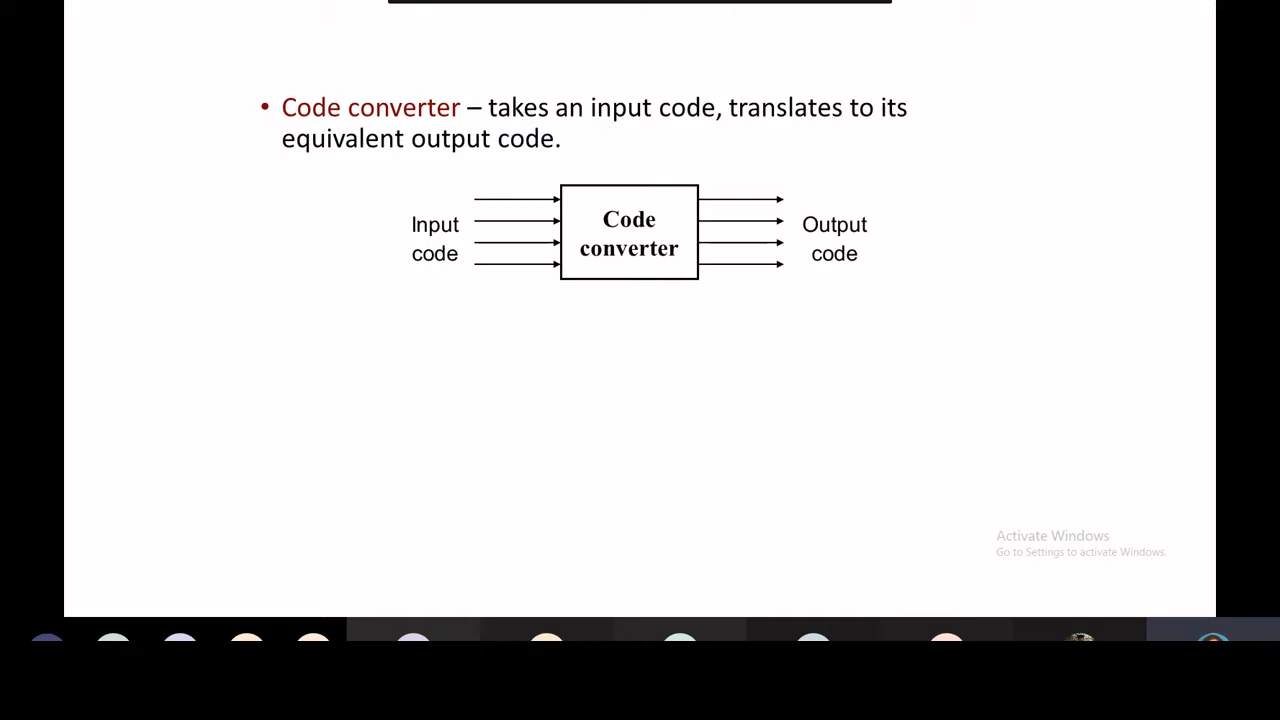 • Code converter – takes an input code, translates to its
equivalent output code.
Input
code
Code
converter
Output
code
Activate Windows
Go to Settings to activate Windows.